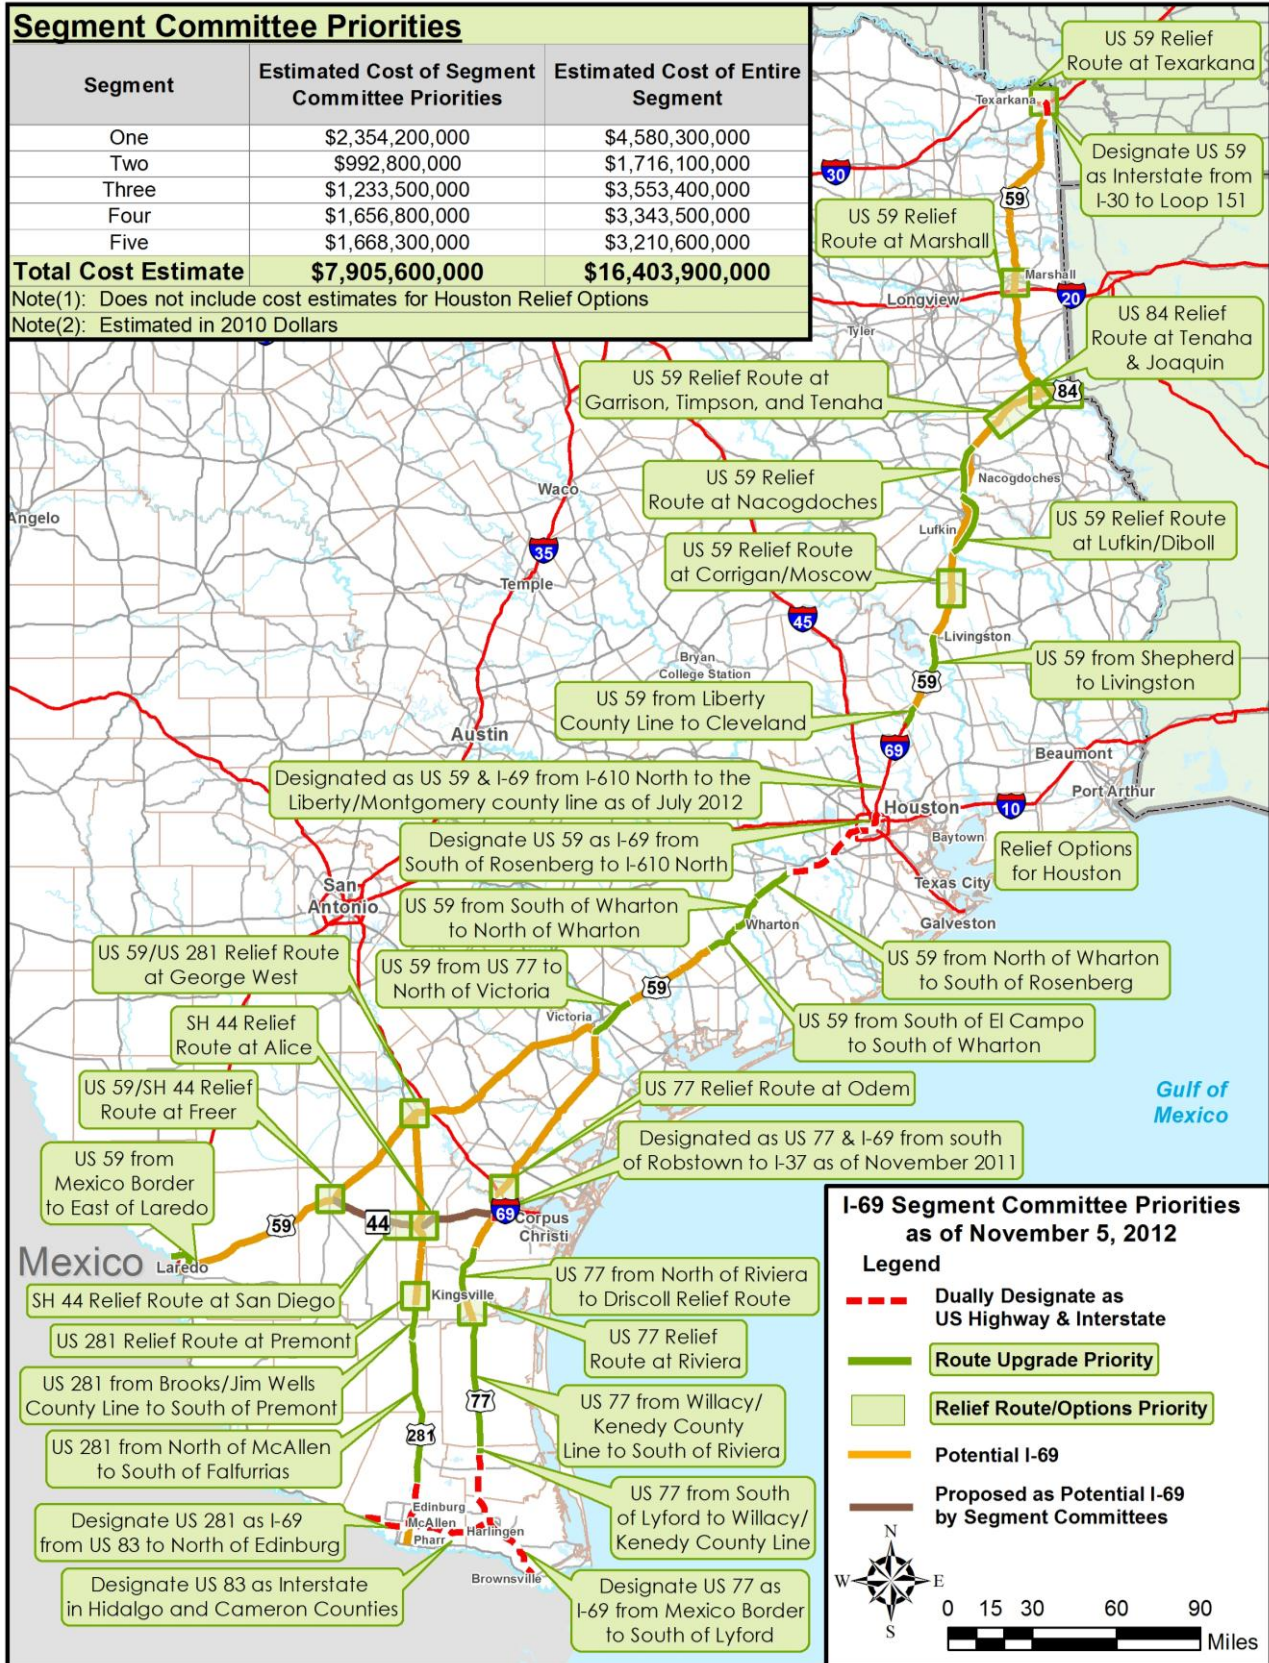 Segment Committee Priorities
Segment
Estimated Cost of Segment
Committee Priorities
Estimated Cost of Entire
Segment
One $2,354,200,000 $4,580,300,000
Two $992,800,000 $1,716,100,000
Three $1,233,500,000 $3,553,400,000
Four $1,656,800,000 $3,343,500,000
Five $1,668,300,000 $3,210,600,000
Total Cost Estimate $7,905,600,000 $16,403,900,000
Note(1): Does not include cost estimates for Houston Relief Options
Note(2): Estimated in 2010 Dollars
US 59 Relief
Route at Texarkana
Texarkana
Designate US 59
as Interstate from
I-30 to Loop 151
30
59
US 59 Relief
Route at Marshall
Marshall
Longview
20
Tyler
US 84 Relief
Route at Tenaha
& Joaquin
US 59 Relief Route at
Garrison, Timpson, and Tenaha
84
US 59 Relief
Route at Nacogdoches
Nacogdoches
Waco
Angelo
Lufkin
US 59 Relief Route
at Lufkin/Diboll
35
US 59 Relief Route
at Corrigan/Moscow
Temple
45
Livingston
Bryan
College Station
US 59 from Shepherd
to Livingston
59
US 59 from Liberty
County Line to Cleveland
Austin
69
Beaumont
Port Arthur
Designated as US 59 & I-69 from I-610 North to the
Liberty/Montgomery county line as of July 2012
Houston
10
Baytown
Designate US 59 as I-69 from
South of Rosenberg to I-610 North
Relief Options
for Houston
San
Antonio
Texas City
Galveston
US 59 from South of Wharton
to North of Wharton
Wharton
US 59/US 281 Relief Route
at George West
US 59 from US 77 to
North of Victoria
59
US 59 from North of Wharton
to South of Rosenberg
Victoria
US 59 from South of El Campo
to South of Wharton
SH 44 Relief
Route at Alice
US 59/SH 44 Relief
Route at Freer
US 77 Relief Route at Odem
Gulf of
Mexico
Designated as US 77 & I-69 from south
of Robstown to I-37 as of November 2011
US 59 from
Mexico Border
to East of Laredo
59
44
69
Corpus
Christi
Mexico
Laredo
SH 44 Relief Route at San Diego
Kingsville
US 77 from North of Riviera
to Driscoll Relief Route
US 281 Relief Route at Premont
US 77 Relief
Route at Riviera
US 281 from Brooks/Jim Wells
County Line to South of Premont
77
US 77 from Willacy/
Kenedy County
Line to South of Riviera
281
US 281 from North of McAllen
to South of Falfurrias
US 77 from South
of Lyford to Willacy/
Kenedy County Line
Edinburg
McAllen
Pharr
Harlingen
Brownsville
Designate US 281 as I-69
from US 83 to North of Edinburg
Designate US 83 as Interstate
in Hidalgo and Cameron Counties
Designate US 77 as
I-69 from Mexico Border
to South of Lyford
I-69 Segment Committee Priorities
as of November 5, 2012
Legend
Dually Designate as
US Highway & Interstate
Route Upgrade Priority
Relief Route/Options Priority
Potential I-69
Proposed as Potential I-69
by Segment Committees
N
W E
S
0 15 30 60 90
Miles